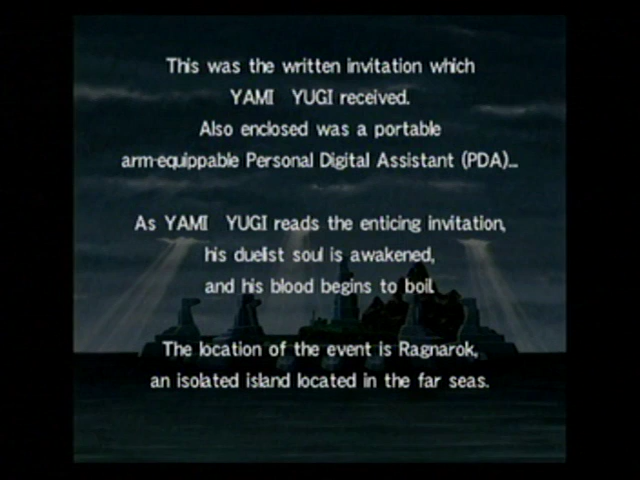 This was the written invitation which
YAMI YUGI received.
Also enclosed was a portable
arm-equippable Personal Digital Assistant (PDA)...
As YAMI YUGI reads the enticing invitation,
his duelist soul is awakened,
and his blood begins to boil.
The location of the event is Ragnarok,
an isolated island located in the far seas.